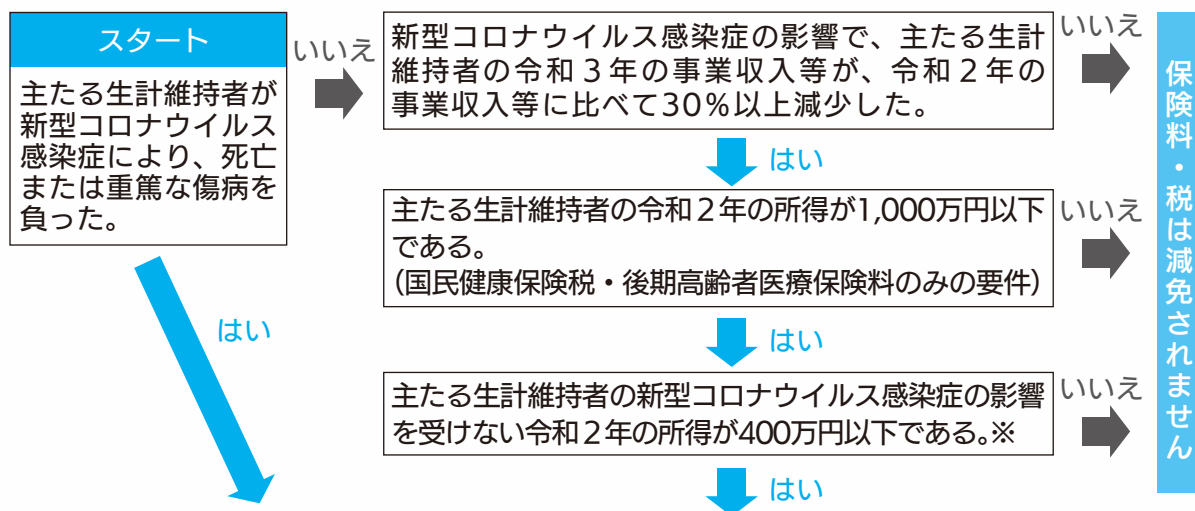 スタート
主たる生計維持者が
新型コロナウイルス
感染症により、死亡
または重篤な傷病を
負った。
いいえ
はい
新型コロナウイルス感染症の影響で、主たる生計
維持者の令和３年の事業収入等が、令和２年の
事業収入等に比べて30％以上減少した。
いいえ
はい
主たる生計維持者の令和２年の所得が1,000万円以下
である。
（国民健康保険税・後期高齢者医療保険料のみの要件）
いいえ
はい
主たる生計維持者の新型コロナウイルス感染症の影響
を受けない令和２年の所得が400万円以下である。※
いいえ
はい
保険料・税は減免されません